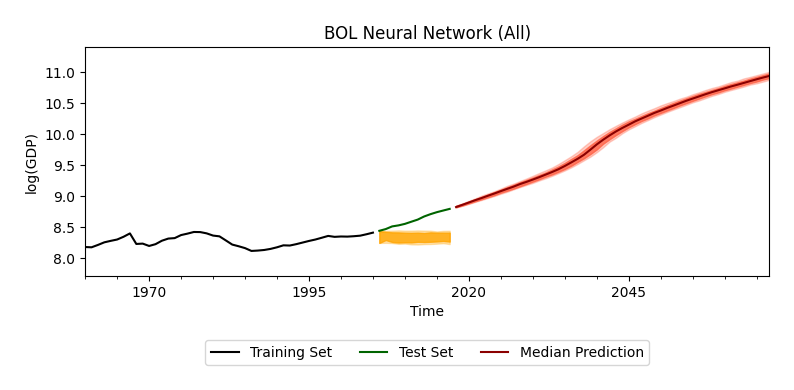 BOL Neural Network (All)
log(GDP)
11.0
10.5
10.0
9.5
9.0
8.5
8.0
1970 1995 2020 2045
Time
Training Set Test Set Median Prediction